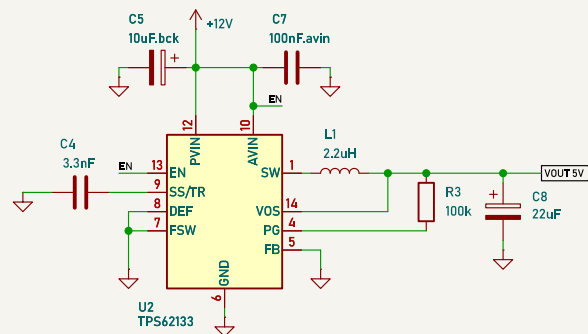 C5
10uF.bck
+12V
C7
100nF.avin
EN
12
10
PVIN
AVIN
C4
3.3nF
EN
13
EN
SS/TR
9
DEF
8
FSW
7
SW
1
VOS
14
PG
4
FB
5
GND
6
L1
2.2uH
R3
100k
C8
22uF
VOUT 5V
U2
TPS62133